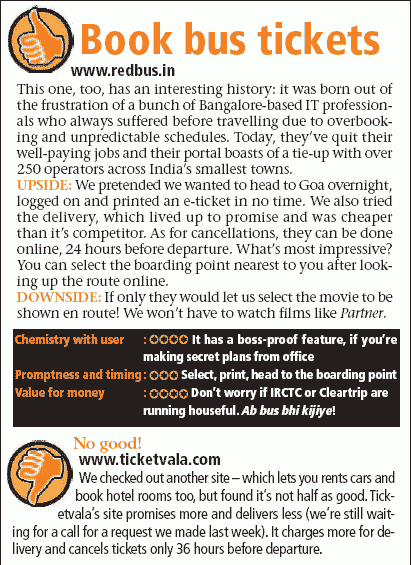 Book bus tickets
www.redbus.in
This one, too, has an interesting history: it was born out of
the frustration of a bunch of Bangalore-based IT profession-
als who always suffered before travelling due to overbook-
ing and unpredictable schedules. Today, they've quit their
well-paying jobs and their portal boasts of a tie-up with over
250 operators across India's smallest towns.
UPSIDE: We pretended we wanted to head to Goa overnight,
logged on and printed an e-ticket in no time. We also tried
the delivery, which lived up to promise and was cheaper
than it's competitor. As for cancellations, they can be done
online, 24 hours before departure. What's most impressive?
You can select the boarding point nearest to you after look-
ing up the route online.
DOWNSIDE: If only they would let us select the movie to be
shown en route! We won't have to watch films like Partner.
Chemistry with user : ✪✪✪✪ It has a boss-proof feature, if you're
making secret plans from office
Promptness and timing : ✪✪✪ Select, print, head to the boarding point
Value for money : ✪✪✪✪ Don't worry if IRCTC or Cleartrip are
running houseful. Ab bus bhi kijiye!
No good!
www.ticketvala.com
We checked out another site – which lets you rents cars and
book hotel rooms too, but found it's not half as good. Tick-
etvala's site promises more and delivers less (we're still wait-
ing for a call for a request we made last week). It charges more for de-
livery and cancels tickets only 36 hours before departure.